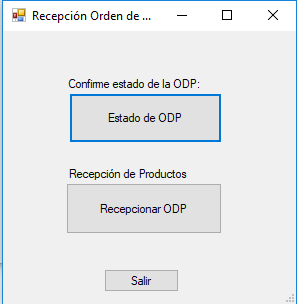 Recepción Orden de ...
Confirme estado de la ODP:
Estado de ODP
Recepción de Productos
Recepcionar ODP
Salir